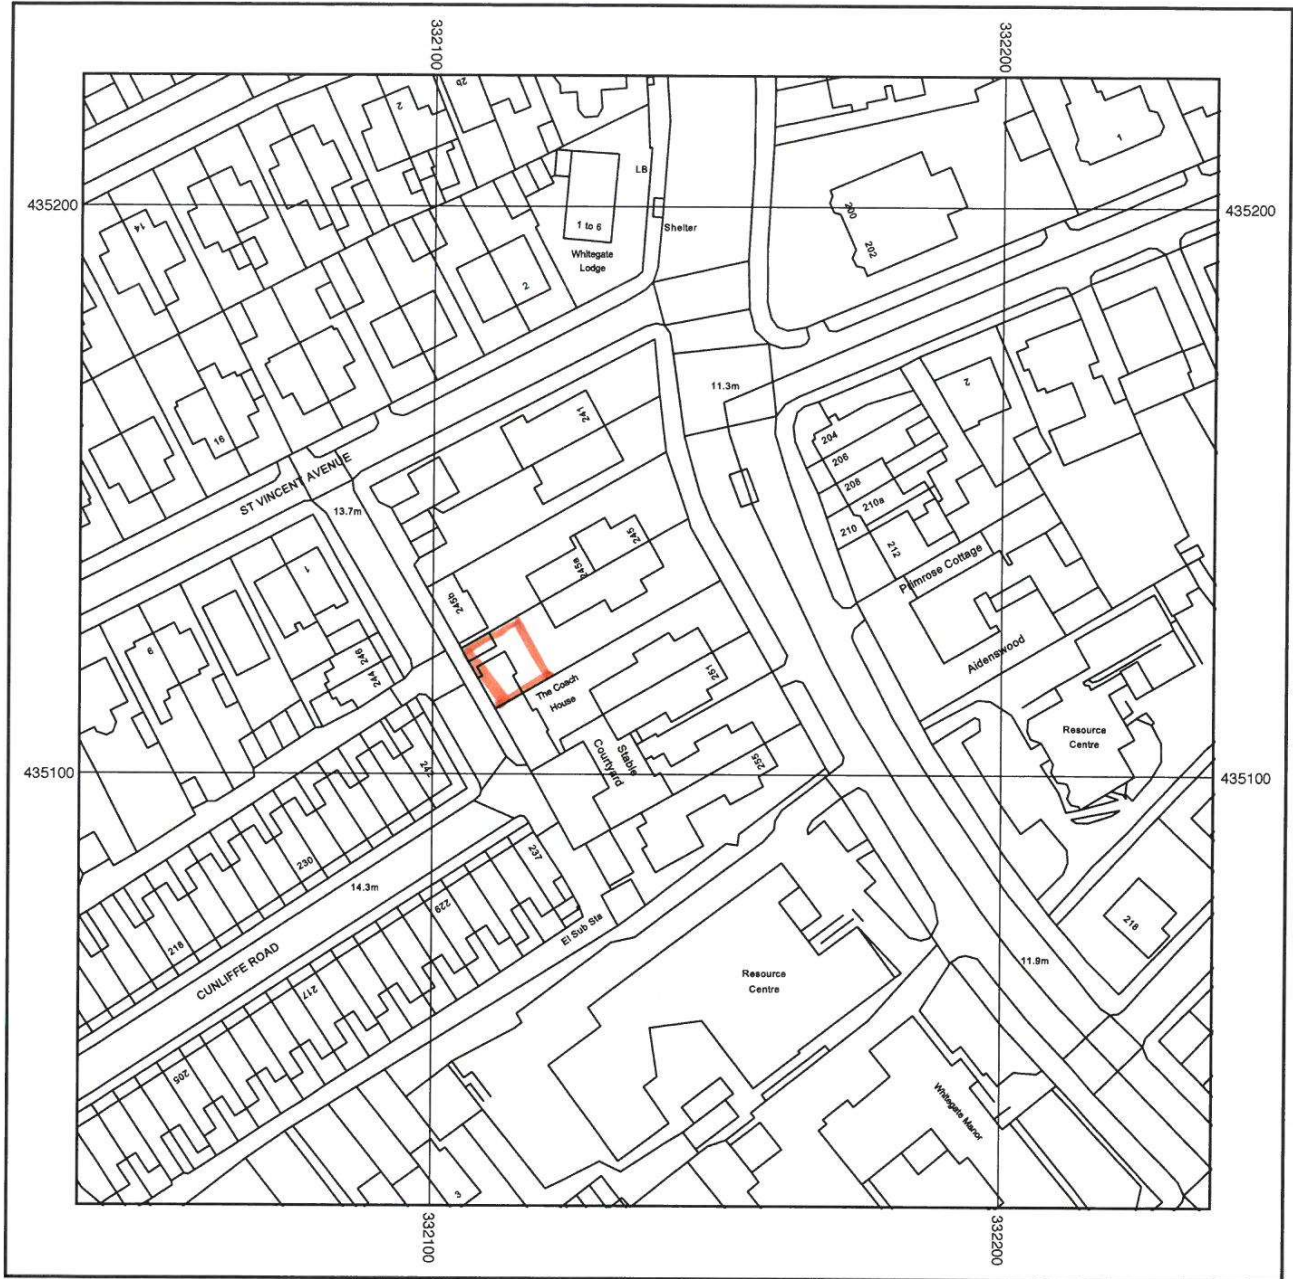 332100
332200
2b
2
1
LB
435200
435200
14
1 to 6
200
202
Shelter
Whitegate
Lodge
2
11.3m
2
241
204
16
206
ST VINCENT AVENUE
208
210a
13.7m
245
210
212
245a
Primrose Cottage
1
245b
8
246
244
251
Aidenswood
The Coach
House
Resource
Centre
Stable
Courtyard
255
242
435100
435100
237
230
14.3m
229
218
El Sub Sta
218
CUNLIFFE ROAD
11.9m
Resource
Centre
217
205
Whitegate Manor
3
332100
332200